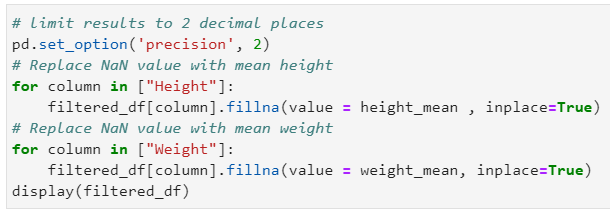 # limit results to 2 decimal places
pd.set_option('precision', 2)
# Replace NaN value with mean height
for column in ["Height"]:
    filtered_df[column].fillna(value = height_mean , inplace=True)
# Replace NaN value with mean weight
for column in ["Weight"]:
    filtered_df[column].fillna(value = weight_mean, inplace=True)
display(filtered_df)